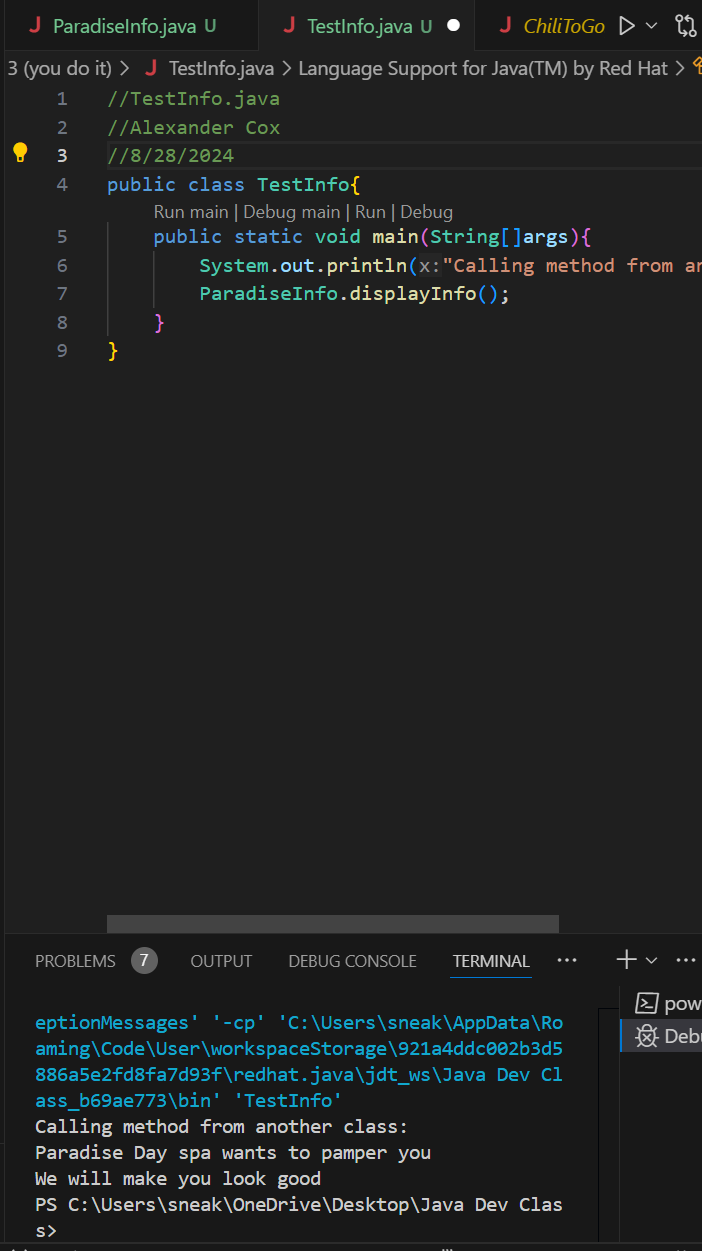 ParadiseInfo.java U TestInfo.java U ChiliToGo
3 (you do it) > TestInfo.java > Language Support for Java(TM) by Red Hat >
1 //TestInfo.java
2 //Alexander Cox
3 //8/28/2024
4 public class TestInfo{
Run main | Debug main | Run | Debug
5 public static void main(String[]args){
6 System.out.println(x:"Calling method from an
7 ParadiseInfo.displayInfo();
8 }
9 }
PROBLEMS 7 OUTPUT DEBUG CONSOLE TERMINAL ...
pow
Debu
eptionMessages' '-cp' 'C:\Users\sneak\AppData\Ro
aming\Code\User\workspaceStorage\921a4ddc002b3d5
886a5e2fd8fa7d93f\redhat.java\jdt_ws\Java Dev Cl
ass_b69ae773\bin' 'TestInfo'
Calling method from another class:
Paradise Day spa wants to pamper you
We will make you look good
PS C:\Users\sneak\OneDrive\Desktop\Java Dev Clas
s>